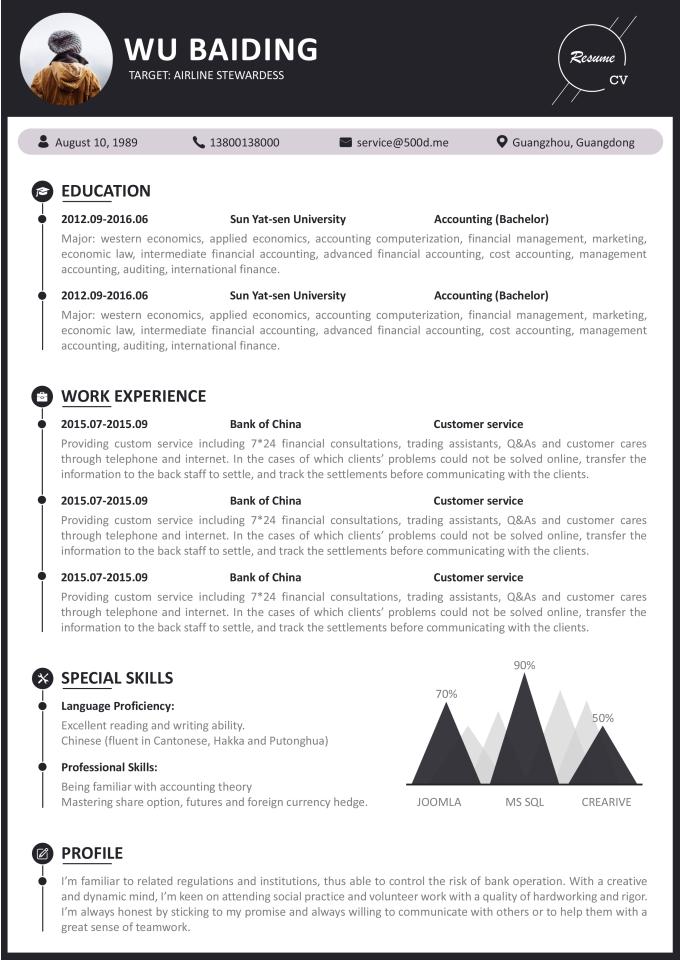 WU BAIDING
TARGET: AIRLINE STEWARDESS
Resume
CV
August 10, 1989
13800138000
service@500d.me
Guangzhou, Guangdong
EDUCATION
2012.09-2016.06 Sun Yat-sen University Accounting (Bachelor)
Major: western economics, applied economics, accounting computerization, financial management, marketing,
economic law, intermediate financial accounting, advanced financial accounting, cost accounting, management
accounting, auditing, international finance.
2012.09-2016.06 Sun Yat-sen University Accounting (Bachelor)
Major: western economics, applied economics, accounting computerization, financial management, marketing,
economic law, intermediate financial accounting, advanced financial accounting, cost accounting, management
accounting, auditing, international finance.
WORK EXPERIENCE
2015.07-2015.09 Bank of China Customer service
Providing custom service including 7*24 financial consultations, trading assistants, Q&As and customer cares
through telephone and internet. In the cases of which clients’ problems could not be solved online, transfer the
information to the back staff to settle, and track the settlements before communicating with the clients.
2015.07-2015.09 Bank of China Customer service
Providing custom service including 7*24 financial consultations, trading assistants, Q&As and customer cares
through telephone and internet. In the cases of which clients’ problems could not be solved online, transfer the
information to the back staff to settle, and track the settlements before communicating with the clients.
2015.07-2015.09 Bank of China Customer service
Providing custom service including 7*24 financial consultations, trading assistants, Q&As and customer cares
through telephone and internet. In the cases of which clients’ problems could not be solved online, transfer the
information to the back staff to settle, and track the settlements before communicating with the clients.
SPECIAL SKILLS
Language Proficiency:
Excellent reading and writing ability.
Chinese (fluent in Cantonese, Hakka and Putonghua)
Professional Skills:
Being familiar with accounting theory
Mastering share option, futures and foreign currency hedge.
70%
90%
50%
JOOMLA
MS SQL
CREARIVE
PROFILE
I’m familiar to related regulations and institutions, thus able to control the risk of bank operation. With a creative
and dynamic mind, I’m keen on attending social practice and volunteer work with a quality of hardworking and rigor.
I’m always honest by sticking to my promise and always willing to communicate with others or to help them with a
great sense of teamwork.